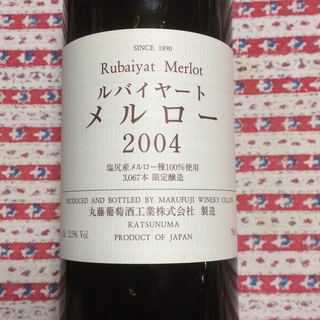 SINCE 1890
Rubaiyat Merlot
ルバイヤート
メルロー
2004
塩尻産メルロー種100%使用
3,067本 限定醸造
PRODUCED AND BOTTLED BY MARUFUJI WINERY CO.,LTD.
丸藤葡萄酒工業株式会社 製造
KATSUNUMA
12.5% Vol.
PRODUCT OF JAPAN